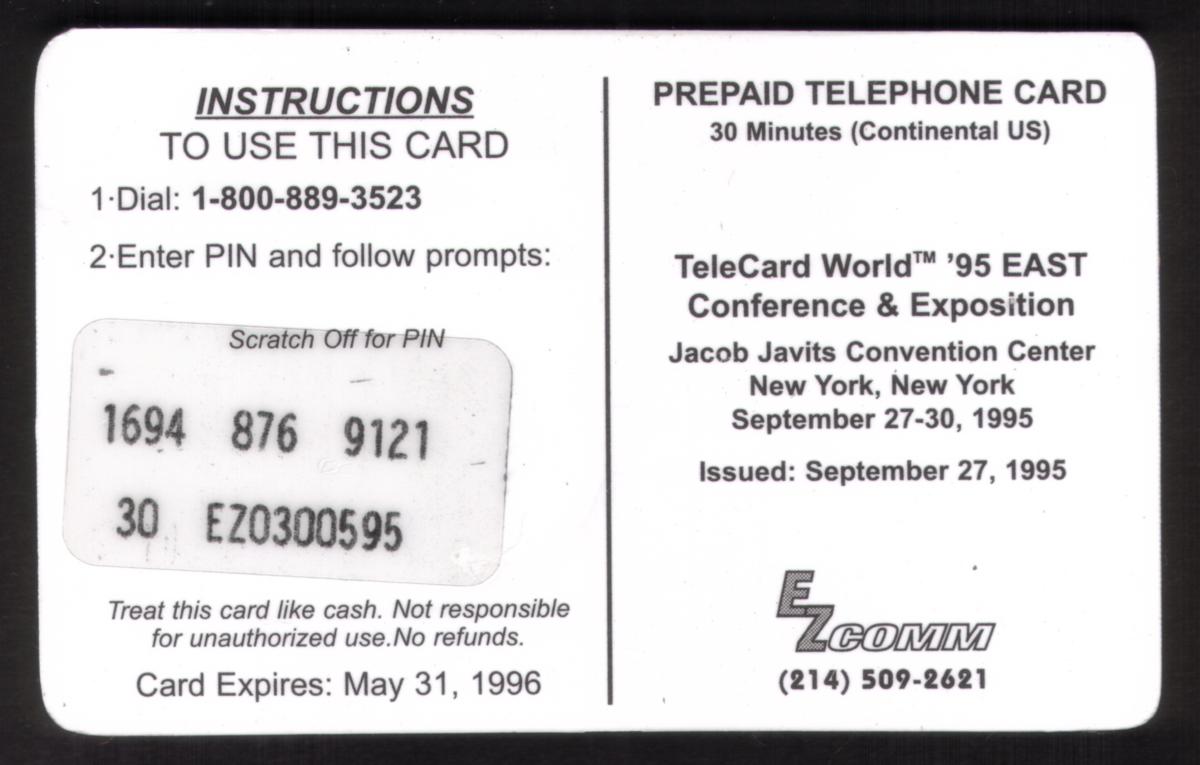 INSTRUCTIONS
TO USE THIS CARD
1·Dial: 1-800-889-3523
2·Enter PIN and follow prompts:
Scratch Off for PIN
1694 876 9121
30 EZ0300595
Treat this card like cash. Not responsible
for unauthorized use.No refunds.
Card Expires: May 31, 1996
PREPAID TELEPHONE CARD
30 Minutes (Continental US)
TeleCard World™ '95 EAST
Conference & Exposition
Jacob Javits Convention Center
New York, New York
September 27-30, 1995
Issued: September 27, 1995
EZCOMM
(214) 509-2621